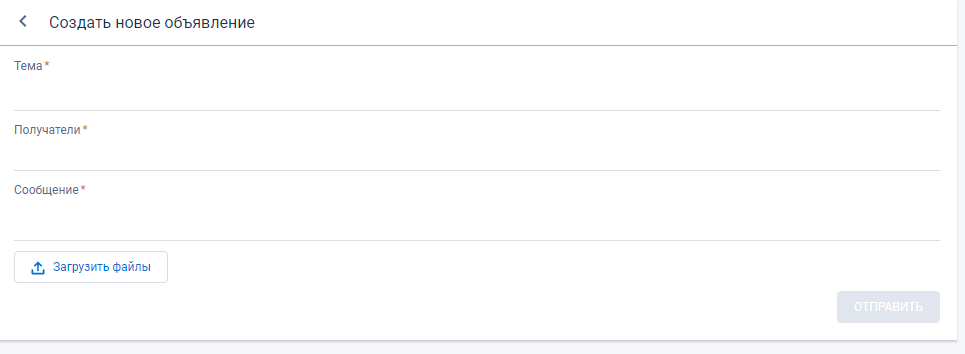 Создать новое объявление
Тема*
Получатели*
Сообщение*
Загрузить файлы
ОТПРАВИТЬ